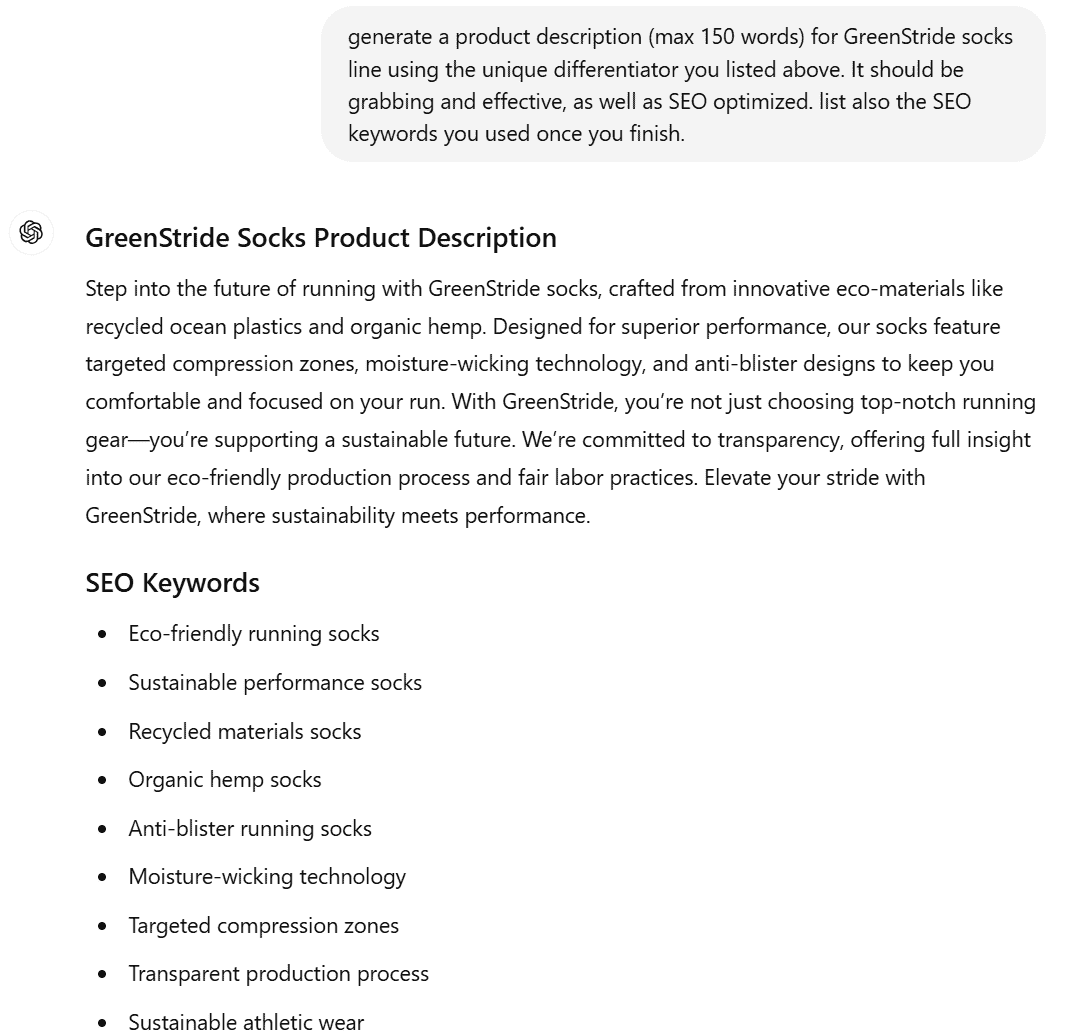 generate a product description (max 150 words) for GreenStride socks
line using the unique differentiator you listed above. It should be
grabbing and effective, as well as SEO optimized. list also the SEO
keywords you used once you finish.
GreenStride Socks Product Description
Step into the future of running with GreenStride socks, crafted from innovative eco-materials like
recycled ocean plastics and organic hemp. Designed for superior performance, our socks feature
targeted compression zones, moisture-wicking technology, and anti-blister designs to keep you
comfortable and focused on your run. With GreenStride, you’re not just choosing top-notch running
gear—you’re supporting a sustainable future. We’re committed to transparency, offering full insight
into our eco-friendly production process and fair labor practices. Elevate your stride with
GreenStride, where sustainability meets performance.
SEO Keywords
• Eco-friendly running socks
• Sustainable performance socks
• Recycled materials socks
• Organic hemp socks
• Anti-blister running socks
• Moisture-wicking technology
• Targeted compression zones
• Transparent production process
• Sustainable athletic wear